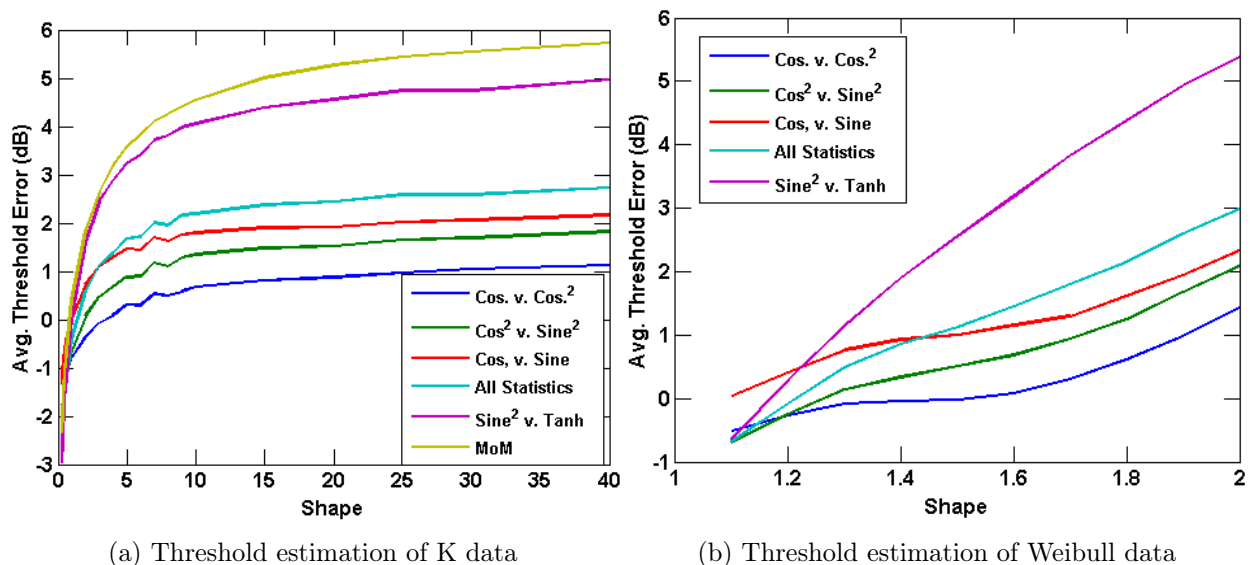 6
5
4
3
2
1
0
-1
-2
-3
Avg. Threshold Error (dB)
0 5 10 15 20 25 30 35 40
Shape
Cos. v. Cos.²
Cos² v. Sine²
Cos, v. Sine
All Statistics
Sine² v. Tanh
MoM
(a) Threshold estimation of K data
6
5
4
3
2
1
0
-1
Avg. Threshold Error (dB)
1 1.2 1.4 1.6 1.8 2
Shape
Cos. v. Cos.²
Cos² v. Sine²
Cos, v. Sine
All Statistics
Sine² v. Tanh
(b) Threshold estimation of Weibull data